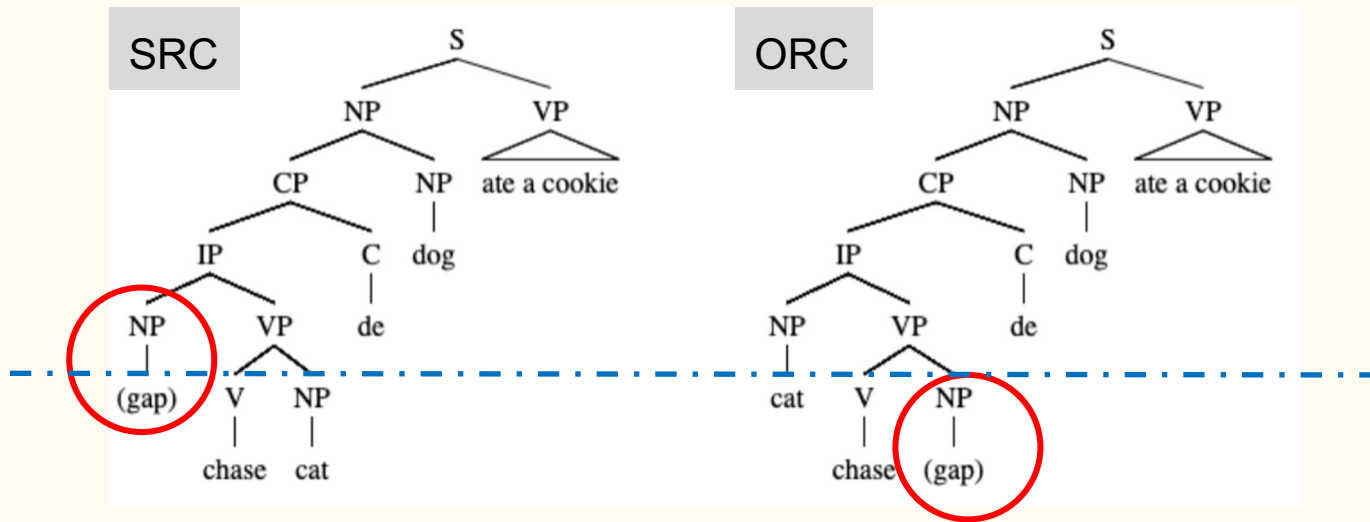 SRC
ORC
S
S
NP VP
NP VP
CP NP ate a cookie
CP NP ate a cookie
IP C dog
IP C dog
NP VP de
NP VP de
(gap) V NP
cat V NP
chase cat
chase (gap)